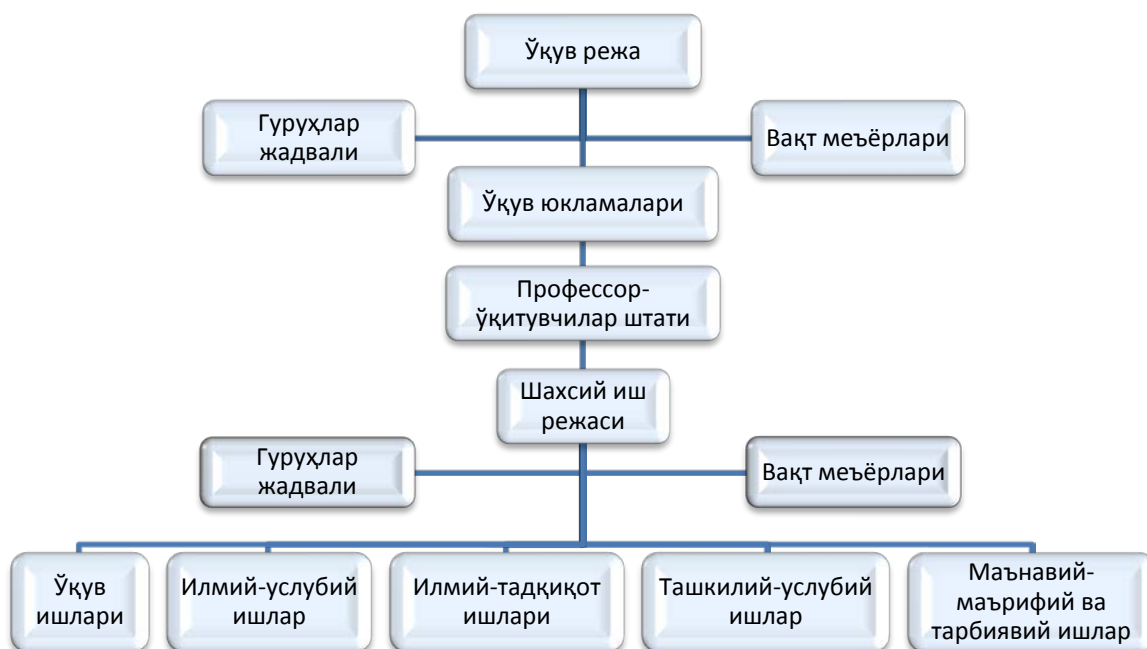 Ўқув режа
Гуруҳлар
жадвали
Вақт меъёрлари
Ўқув юкламалари
Профессор-
ўқитувчилар штати
Шахсий иш
режаси
Гуруҳлар
жадвали
Вақт меъёрлари
Ўқув
ишлари
Илмий-услубий
ишлар
Илмий-тадқиқот
ишлари
Ташкилий-услубий
ишлар
Маънавий-
маърифий ва
тарбиявий ишлар